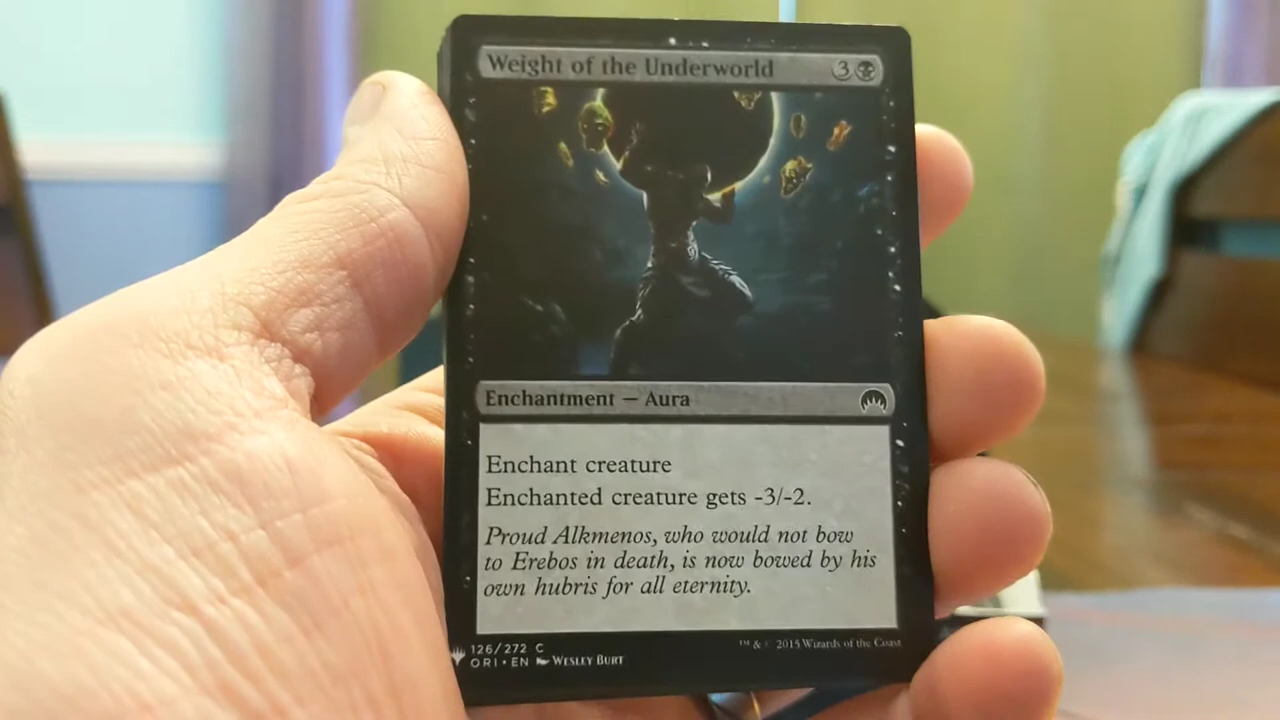 Weight of the Underworld 3
Enchantment — Aura
Enchant creature
Enchanted creature gets -3/-2.
Proud Alkmenos, who would not bow
to Erebos in death, is now bowed by his
own hubris for all eternity.
126/272 C
ORI • EN Wesley Burt
™ & © 2015 Wizards of the Coast